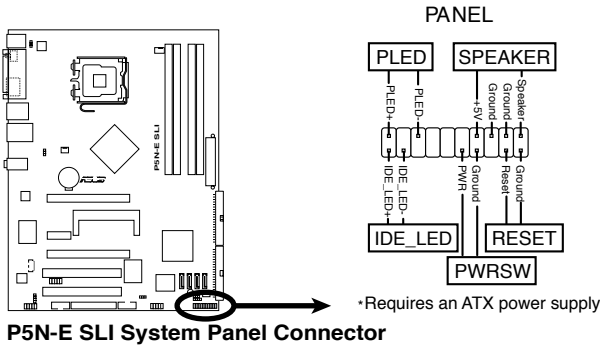 PANEL
PLED
SPEAKER
PLED+
PLED-
+5V
Ground
Ground
Speaker
IDE_LED+
IDE_LED-
PWR
Ground
Reset
Ground
IDE_LED
RESET
PWRSW
*Requires an ATX power supply
P5N-E SLI
ASUS
P5N-E SLI System Panel Connector